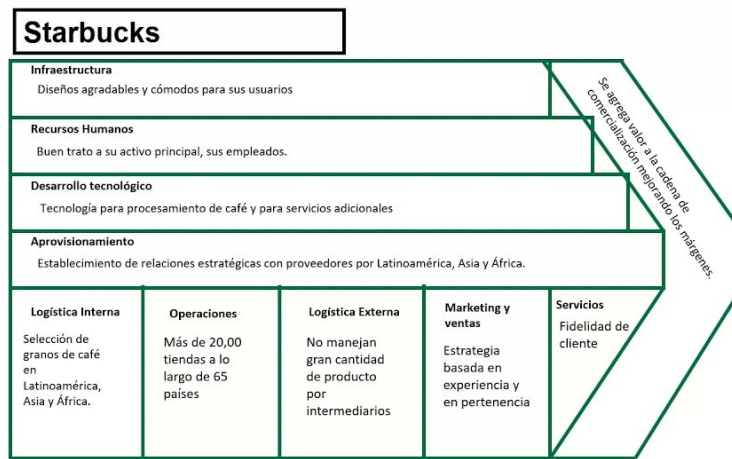 Starbucks
Infraestructura
Diseños agradables y cómodos para sus usuarios
Recursos Humanos
Buen trato a su activo principal, sus empleados.
Desarrollo tecnológico
Tecnología para procesamiento de café y para servicios adicionales
Aprovisionamiento
Establecimiento de relaciones estratégicas con proveedores por Latinoamérica, Asia y África.
Se agrega valor a la cadena de
comercialización mejorando los márgenes.
Logística Interna
Selección de
granos de café
en
Latinoamérica,
Asia y África.
Operaciones
Más de 20,00
tiendas a lo
largo de 65
países
Logística Externa
No manejan
gran cantidad
de producto
por
intermediarios
Marketing y
ventas
Estrategia
basada en
experiencia y
en pertenencia
Servicios
Fidelidad de
cliente